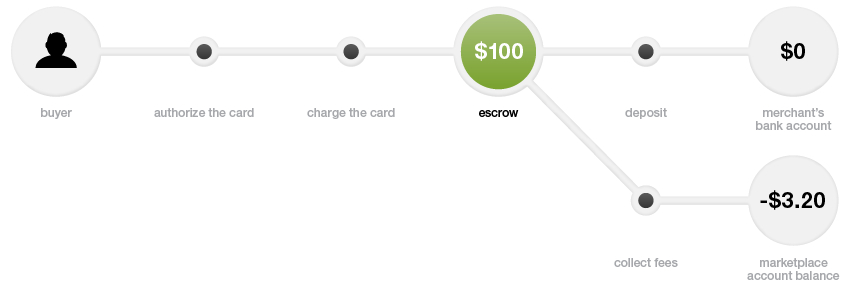 $100
$0
buyer
authorize the card
charge the card
escrow
deposit
merchant's
bank account
-$3.20
collect fees
marketplace
account balance